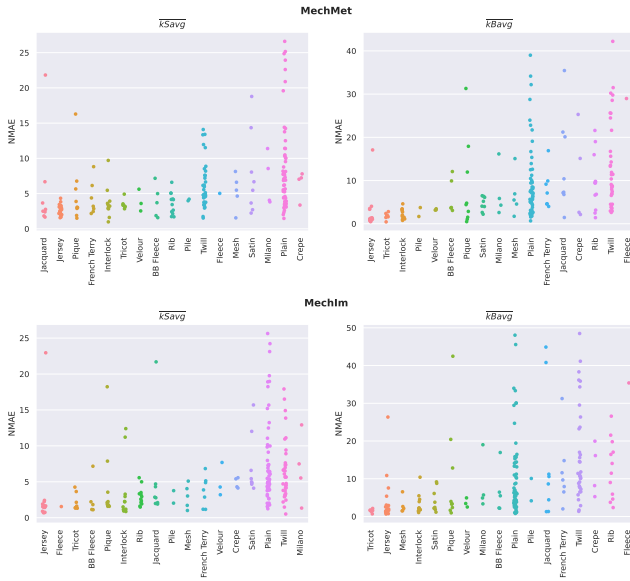 MechMet
kSavg
kBavg
NMAE
25
20
15
10
5
0
Jacquard
Jersey
Pique
French Terry
Interlock
Tricot
Velour
BB Fleece
Rib
Pile
Twill
Fleece
Mesh
Satin
Milano
Plain
Crepe
NMAE
40
30
20
10
0
Jersey
Tricot
Interlock
Pile
Velour
BB Fleece
Pique
Satin
Milano
Mesh
Plain
French Terry
Jacquard
Crepe
Rib
Twill
Fleece
MechIm
kSavg
kBavg
NMAE
25
20
15
10
5
0
Jersey
Fleece
Tricot
BB Fleece
Pique
Interlock
Rib
Jacquard
Pile
Mesh
French Terry
Velour
Crepe
Satin
Plain
Twill
Milano
NMAE
50
40
30
20
10
0
Tricot
Jersey
Mesh
Interlock
Satin
Pique
Velour
Milano
BB Fleece
Plain
Pile
Jacquard
French Terry
Twill
Crepe
Rib
Fleece